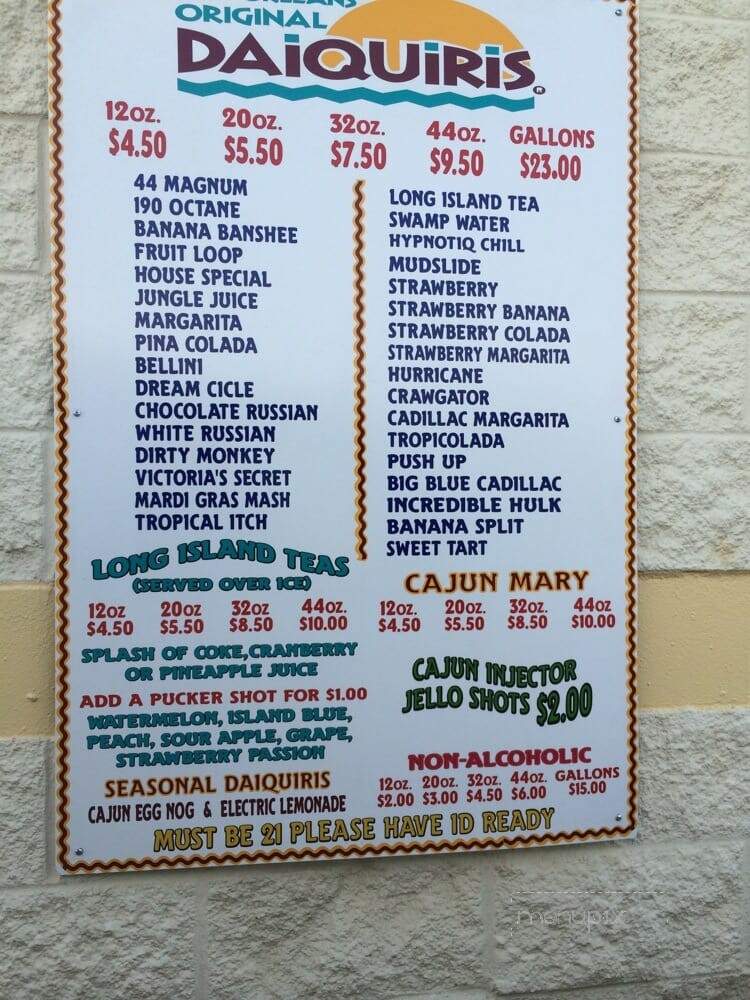 ORIGINAL
DAIQUIRIS
12OZ. 20OZ. 32OZ. 44OZ. GALLONS
$4.50 $5.50 $7.50 $9.50 $23.00
44 MAGNUM
190 OCTANE
BANANA BANSHEE
FRUIT LOOP
HOUSE SPECIAL
JUNGLE JUICE
MARGARITA
PINA COLADA
BELLINI
DREAM CICLE
CHOCOLATE RUSSIAN
WHITE RUSSIAN
DIRTY MONKEY
VICTORIA'S SECRET
MARDI GRAS MASH
TROPICAL ITCH
LONG ISLAND TEA
SWAMP WATER
HYPNOTIQ CHILL
MUDSLIDE
STRAWBERRY
STRAWBERRY BANANA
STRAWBERRY COLADA
STRAWBERRY MARGARITA
HURRICANE
CRAWGATOR
CADILLAC MARGARITA
TROPICOLADA
PUSH UP
BIG BLUE CADILLAC
INCREDIBLE HULK
BANANA SPLIT
SWEET TART
LONG ISLAND TEAS
(SERVED OVER ICE)
12OZ 20OZ 32OZ 44OZ.
$4.50 $5.50 $8.50 $10.00
SPLASH OF COKE,CRANBERRY
OR PINEAPPLE JUICE
ADD A PUCKER SHOT FOR $1.00
WATERMELON, ISLAND BLUE,
PEACH, SOUR APPLE, GRAPE,
STRAWBERRY PASSION
SEASONAL DAIQUIRIS
CAJUN EGG NOG & ELECTRIC LEMONADE
CAJUN MARY
12OZ. 20OZ. 32OZ. 44OZ
$4.50 $5.50 $8.50 $10.00
CAJUN INJECTOR
JELLO SHOTS $2.00
NON-ALCOHOLIC
12OZ. 20OZ. 32OZ. 44OZ. GALLONS
$2.00 $3.00 $4.50 $6.00 $15.00
MUST BE 21 PLEASE HAVE ID READY
menupix